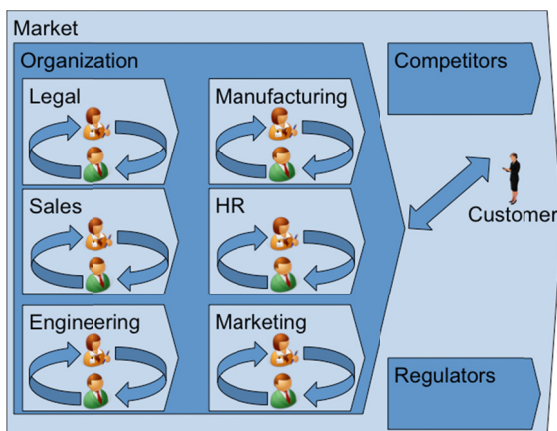 Market
Organization
Competitors
Legal
Manufacturing
Sales
HR
Customer
Engineering
Marketing
Regulators